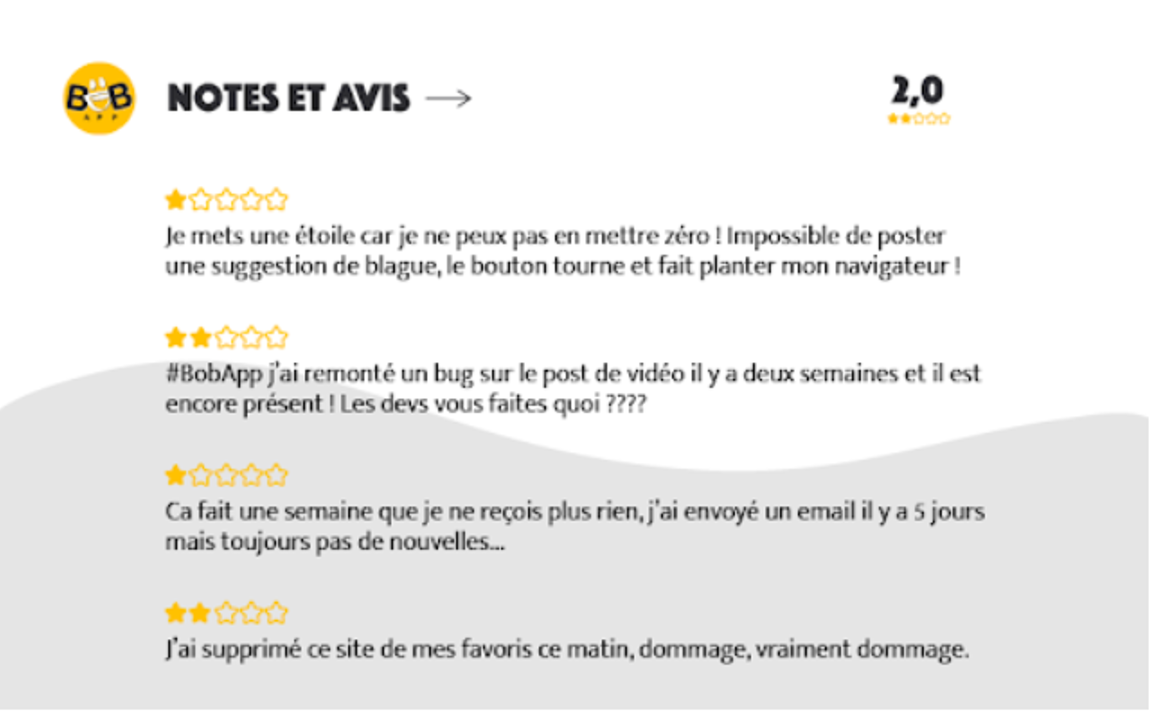 BOB
APP
NOTES ET AVIS →
2,0
Je mets une étoile car je ne peux pas en mettre zéro ! Impossible de poster
une suggestion de blague, le bouton tourne et fait planter mon navigateur !
#BobApp j'ai remonté un bug sur le post de vidéo il y a deux semaines et il est
encore présent ! Les devs vous faites quoi ????
Ca fait une semaine que je ne reçois plus rien, j'ai envoyé un email il y a 5 jours
mais toujours pas de nouvelles...
J'ai supprimé ce site de mes favoris ce matin, dommage, vraiment dommage.